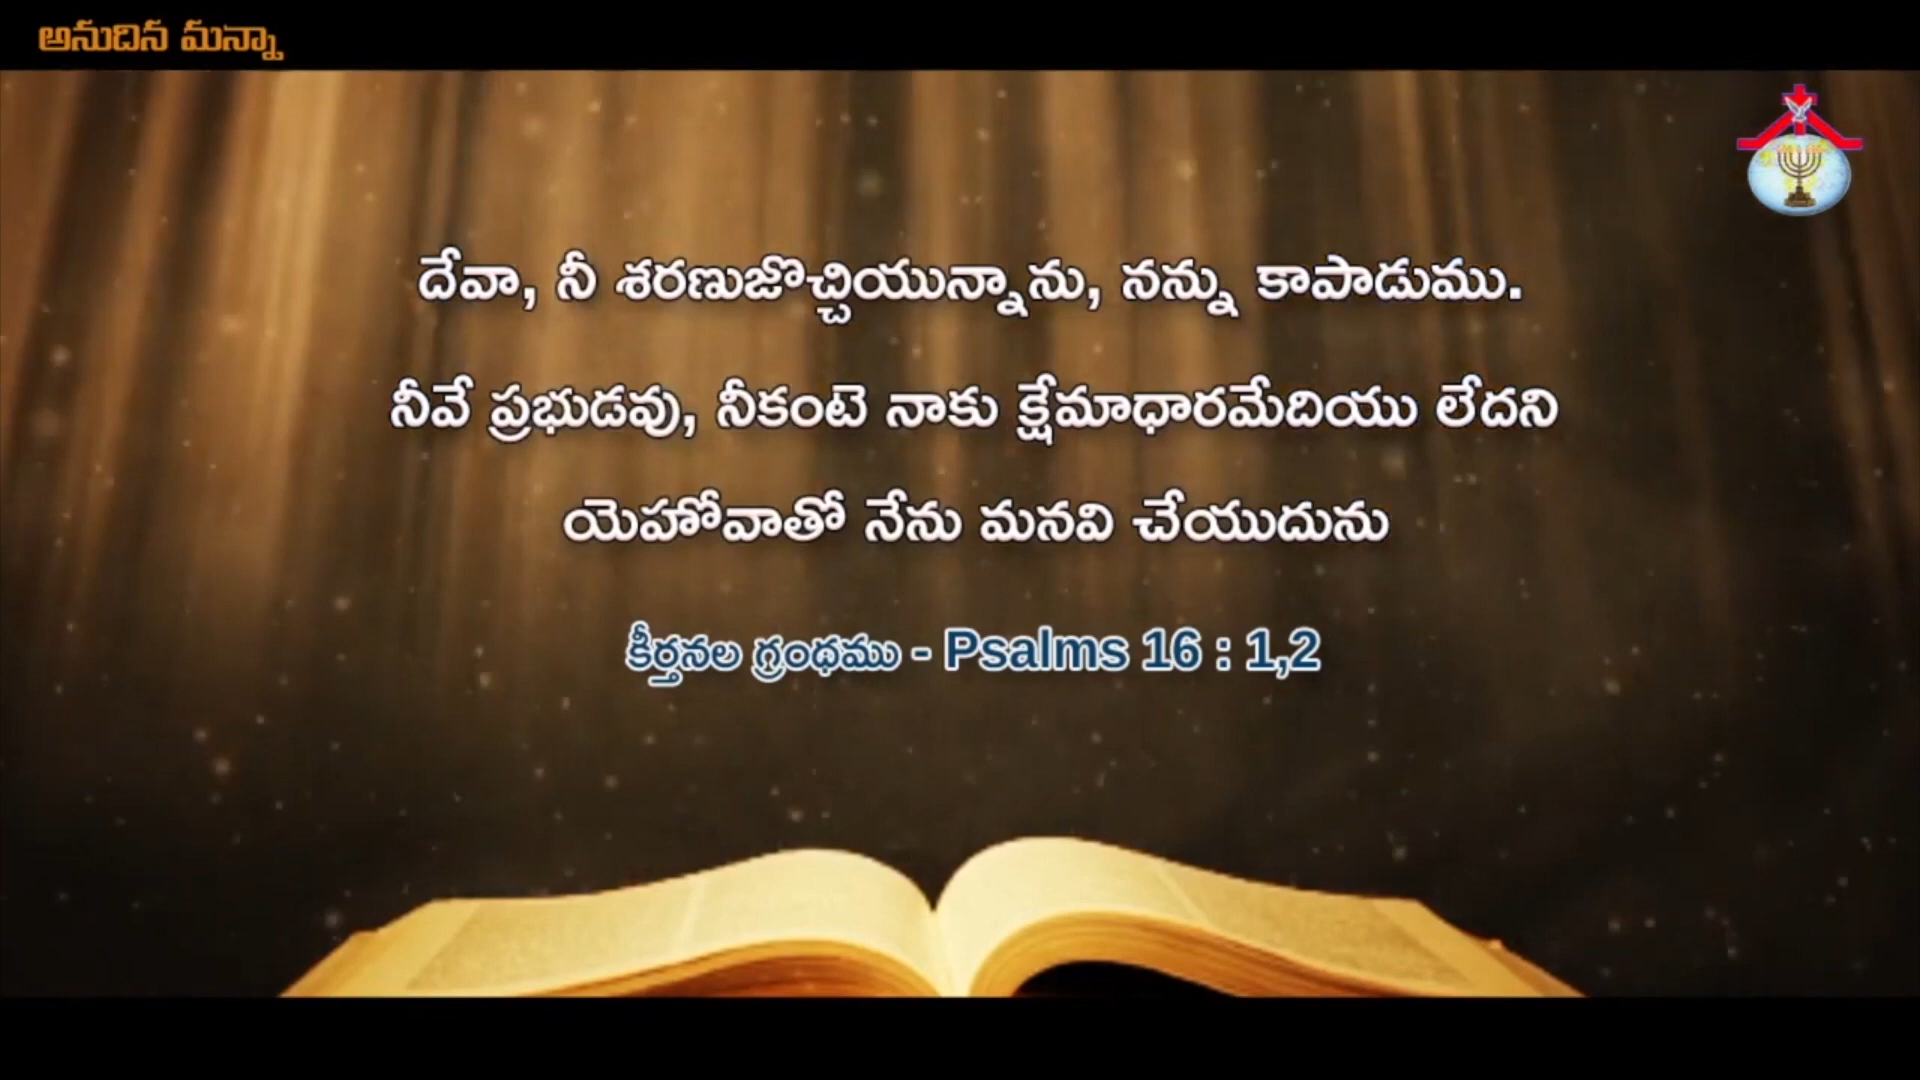 అనుదిన మన్నా
దేవా, నీ శరణుజొచ్చియున్నాను, నన్ను కాపాడుము.
నీవే ప్రభుడవు, నీకంటె నాకు క్షేమాధారమేదియు లేదని
యెహోవాతో నేను మనవి చేయుదును
కీర్తనల గ్రంథము - Psalms 16 : 1,2